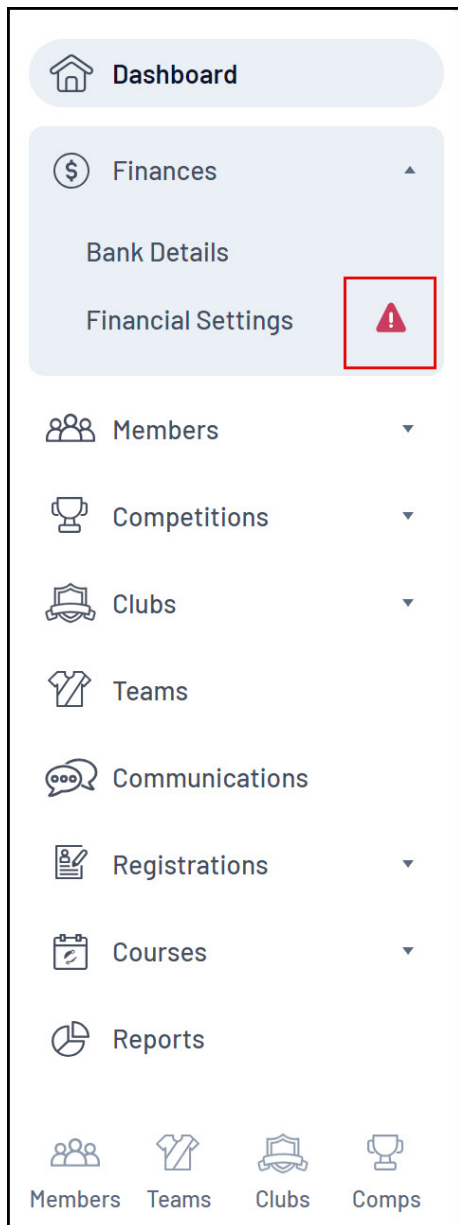 Dashboard
Finances
Bank Details
Financial Settings
Members
Competitions
Clubs
Teams
Communications
Registrations
Courses
Reports
Members Teams Clubs Comps